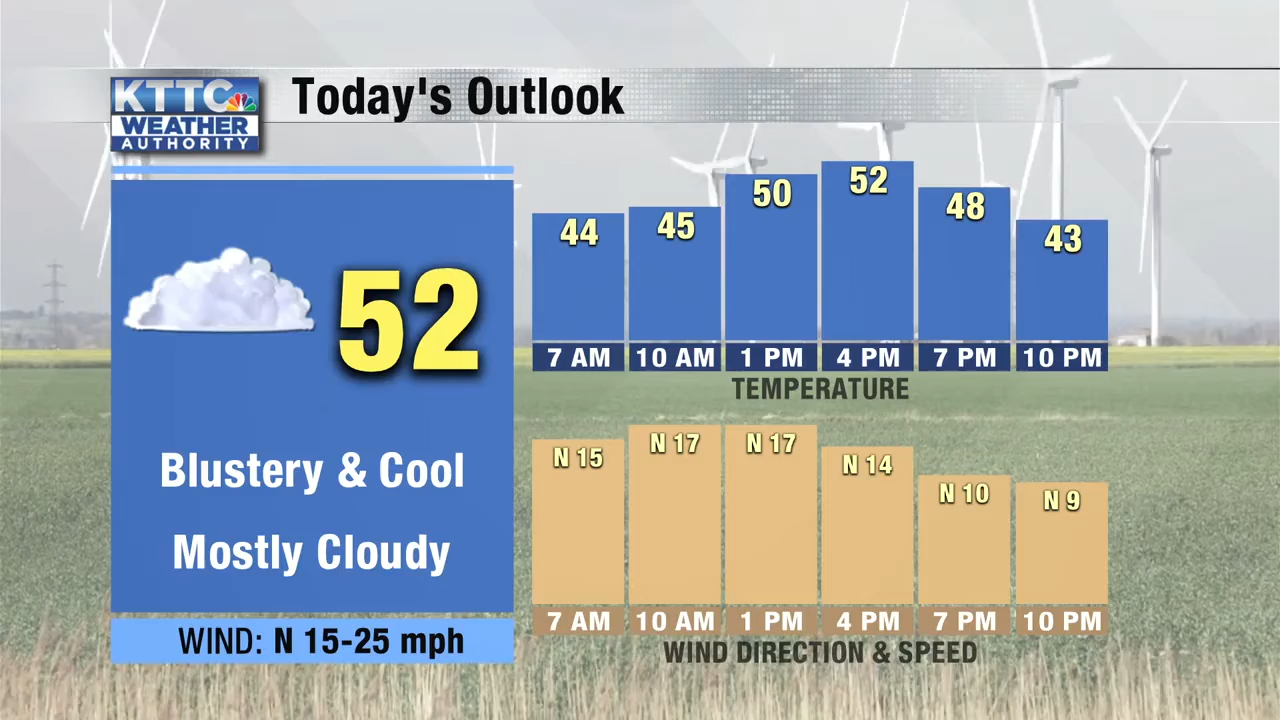 KTTC
WEATHER
AUTHORITY
Today's Outlook
52
Blustery & Cool
Mostly Cloudy
WIND: N 15-25 mph
44 45 50 52 48 43
7 AM 10 AM 1 PM 4 PM 7 PM 10 PM
TEMPERATURE
N 15 N 17 N 17 N 14 N 10 N 9
7 AM 10 AM 1 PM 4 PM 7 PM 10 PM
WIND DIRECTION & SPEED